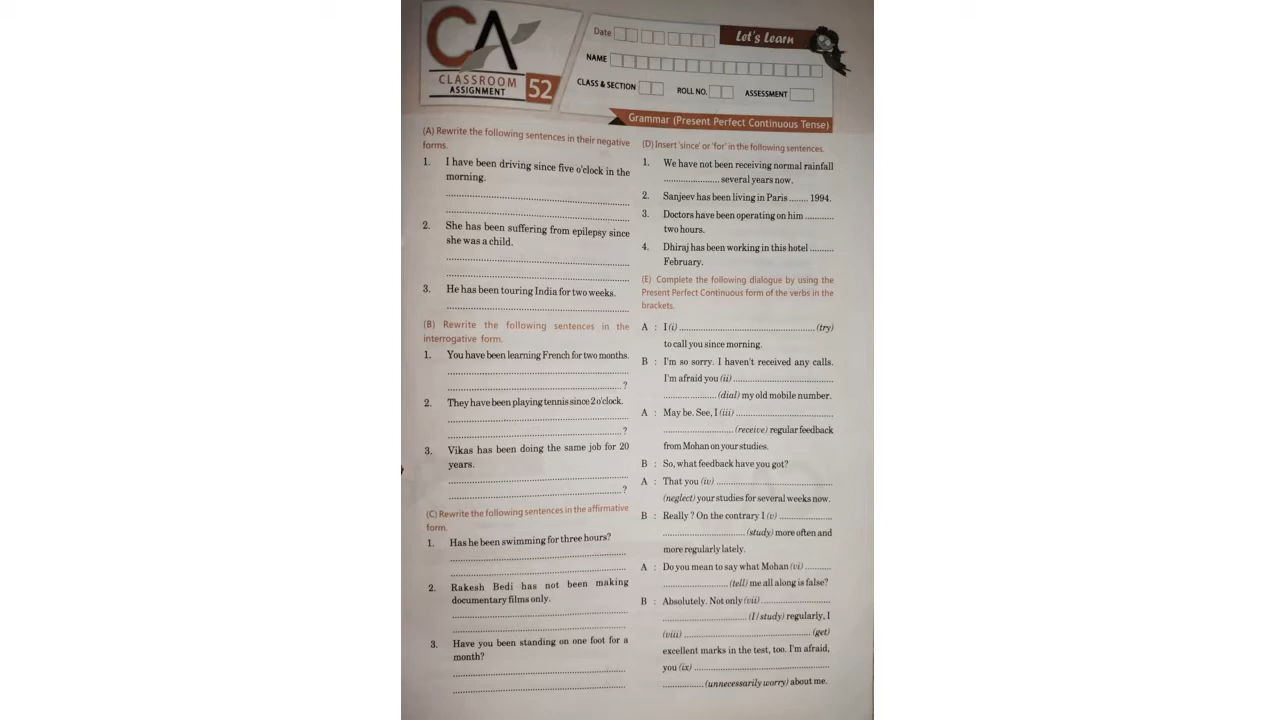 CA
CLASSROOM
ASSIGNMENT
52
Date
Let's Learn
NAME
CLASS & SECTION
ROLL NO.
ASSESSMENT
Grammar (Present Perfect Continuous Tense)
(A) Rewrite the following sentences in their negative
forms.
1. I have been driving since five o'clock in the
morning.
2. She has been suffering from epilepsy since
she was a child.
3. He has been touring India for two weeks.
(B) Rewrite the following sentences in the
interrogative form.
1. You have been learning French for two months.
?
2. They have been playing tennis since 2 o'clock.
?
3. Vikas has been doing the same job for 20
years.
?
(C) Rewrite the following sentences in the affirmative
form.
1. Has he been swimming for three hours?
2. Rakesh Bedi has not been making
documentary films only.
3. Have you been standing on one foot for a
month?
(D) Insert 'since' or 'for' in the following sentences.
1. We have not been receiving normal rainfall
....................... several years now.
2. Sanjeev has been living in Paris ........ 1994.
3. Doctors have been operating on him ............
two hours.
4. Dhiraj has been working in this hotel ..........
February.
(E) Complete the following dialogue by using the
Present Perfect Continuous form of the verbs in the
brackets.
A : I (i) ........................................................ (try)
to call you since morning.
B : I'm so sorry. I haven't received any calls.
I'm afraid you (ii) .........................................
...................... (dial) my old mobile number.
A : May be. See, I (iii) ........................................
............................. (receive) regular feedback
from Mohan on your studies.
B : So, what feedback have you got?
A : That you (iv) ................................................
(neglect) your studies for several weeks now.
B : Really ? On the contrary I (v) ......................
.................................. (study) more often and
more regularly lately.
A : Do you mean to say what Mohan (vi) ...........
........................... (tell) me all along is false?
B : Absolutely. Not only (vii) .............................
.................................. (I / study) regularly, I
(viii) .................................................... (get)
excellent marks in the test, too. I'm afraid,
you (ix) ........................................................
................. (unnecessarily worry) about me.